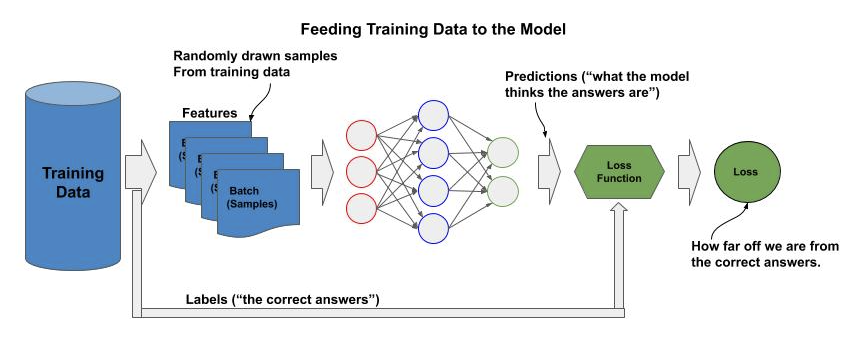 Feeding Training Data to the Model
Randomly drawn samples
From training data
Features
Training
Data
Batch
(Samples)
Predictions (“what the model
thinks the answers are”)
Loss
Function
Loss
How far off we are from
the correct answers.
Labels (“the correct answers”)